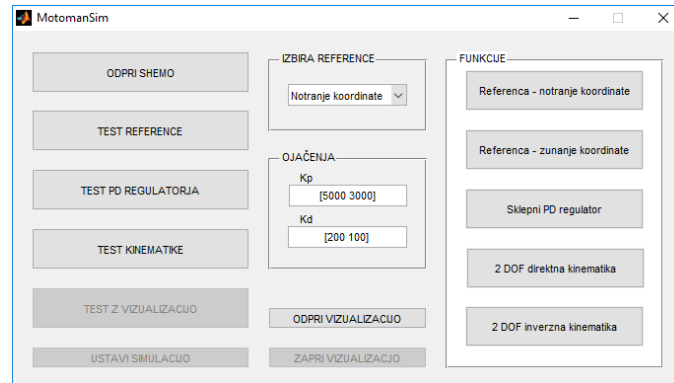 MotomanSim
ODPRI SHEMO
TEST REFERENCE
TEST PD REGULATORJA
TEST KINEMATIKE
TEST Z VIZUALIZACIJO
USTAVI SIMULACIJO
IZBIRA REFERENCE
Notranje koordinate
OJAČENJA
Kp
[5000 3000]
Kd
[200 100]
ODPRI VIZUALIZACIJO
ZAPRI VIZUALIZACJO
FUNKCIJE
Referenca - notranje koordinate
Referenca - zunanje koordinate
Sklepni PD regulator
2 DOF direktna kinematika
2 DOF inverzna kinematika